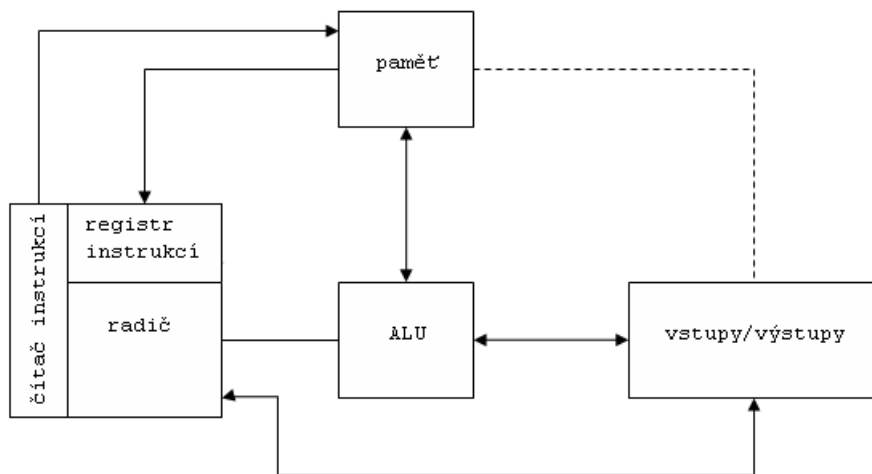 paměť
čítač instrukcí
registr
instrukcí
radič
ALU
vstupy/výstupy